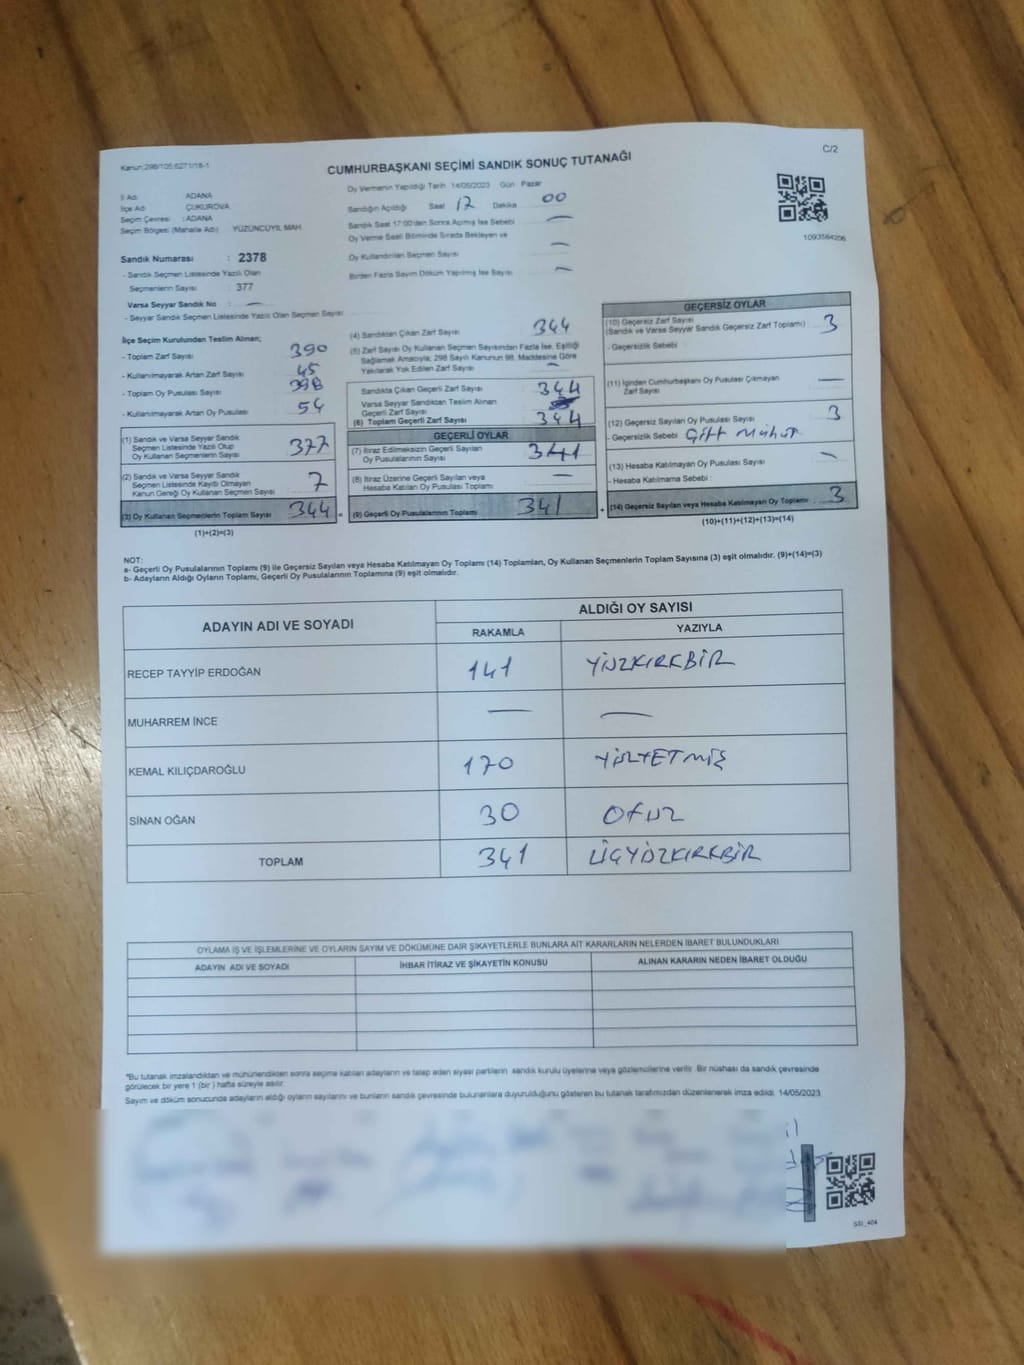 Kanun:298/105 6271/18-1
CUMHURBAŞKANI SEÇİMİ SANDIK SONUÇ TUTANAĞI
C/2
İl Adı ADANA
İlçe Adı ÇUKUROVA
Seçim Çevresi : ADANA
Seçim Bölgesi (Mahalle Adı) YÜZÜNCÜYIL MAH
Sandık Numarası : 2378
- Sandık Seçmen Listesinde Yazılı Olan
Seçmenlerin Sayısı : 377
Varsa Seyyar Sandık No : —
- Seyyar Sandık Seçmen Listesinde Yazılı Olan Seçmen Sayısı
Oy Vermenin Yapıldığı Tarih 14/05/2023 Gün Pazar
Sandığın Açıldığı Saat 17 Dakika 00
Sandık Saat 17:00'den Sonra Açılmış İse Sebebi —
Oy Verme Saati Bitiminde Sırada Bekleyen ve
Oy Kullandırılan Seçmen Sayısı —
Birden Fazla Sayım Döküm Yapılmış İse Sayısı —
1093564206
İlçe Seçim Kurulundan Teslim Alınan;
- Toplam Zarf Sayısı 390
- Kullanılmayarak Artan Zarf Sayısı 45
- Toplam Oy Pusulası Sayısı 398
- Kullanılmayarak Artan Oy Pusulası 54
(1) Sandık ve Varsa Seyyar Sandık
Seçmen Listesinde Yazılı Olup
Oy Kullanan Seçmenlerin Sayısı 377
(2) Sandık ve Varsa Seyyar Sandık
Seçmen Listesinde Kayıtlı Olmayan
Kanun Gereği Oy Kullanan Seçmen Sayısı 7
(3) Oy Kullanan Seçmenlerin Toplam Sayısı 344 =
(1)+(2)=(3)
(4) Sandıktan Çıkan Zarf Sayısı 344
(5) Zarf Sayısı Oy Kullanan Seçmen Sayısından Fazla İse, Eşitliği
Sağlamak Amacıyla, 298 Sayılı Kanunun 98. Maddesine Göre
Yakılarak Yok Edilen Zarf Sayısı —
Sandıkta Çıkan Geçerli Zarf Sayısı 344
Varsa Seyyar Sandıktan Teslim Alınan
Geçerli Zarf Sayısı
(6) Toplam Geçerli Zarf Sayısı 344
GEÇERLİ OYLAR
(7) İtiraz Edilmeksizin Geçerli Sayılan
Oy Pusulalarının Sayısı 341
(8) İtiraz Üzerine Geçerli Sayılan veya
Hesaba Katılan Oy Pusulası Toplamı —
(9) Geçerli Oy Pusulalarının Toplamı 341 +
GEÇERSİZ OYLAR
(10) Geçersiz Zarf Sayısı
(Sandık ve Varsa Seyyar Sandık Geçersiz Zarf Toplamı) : 3
- Geçersizlik Sebebi :
(11) İçinden Cumhurbaşkanı Oy Pusulası Çıkmayan
Zarf Sayısı —
(12) Geçersiz Sayılan Oy Pusulası Sayısı 3
- Geçersizlik Sebebi Çift Mühür
(13) Hesaba Katılmayan Oy Pusulası Sayısı —
- Hesaba Katılmama Sebebi :
(14) Geçersiz Sayılan veya Hesaba Katılmayan Oy Toplamı : 3
(10)+(11)+(12)+(13)=(14)
NOT:
a- Geçerli Oy Pusulalarının Toplamı (9) ile Geçersiz Sayılan veya Hesaba Katılmayan Oy Toplamı (14) Toplamları, Oy Kullanan Seçmenlerin Toplam Sayısına (3) eşit olmalıdır. (9)+(14)=(3)
b- Adayların Aldığı Oyların Toplamı, Geçerli Oy Pusulalarının Toplamına (9) eşit olmalıdır.
ADAYIN ADI VE SOYADI ALDIĞI OY SAYISI
RAKAMLA YAZIYLA
RECEP TAYYİP ERDOĞAN 141 YÜZKIRKBİR
MUHARREM İNCE — —
KEMAL KILIÇDAROĞLU 170 YÜZYETMİŞ
SİNAN OĞAN 30 OTUZ
TOPLAM 341 ÜÇYÜZKIRKBİR
OYLAMA İŞ VE İŞLEMLERİNE VE OYLARIN SAYIM VE DÖKÜMÜNE DAİR ŞİKAYETLERLE BUNLARA AİT KARARLARIN NELERDEN İBARET BULUNDUKLARI
ADAYIN ADI VE SOYADI İHBAR İTİRAZ VE ŞİKAYETİN KONUSU ALINAN KARARIN NEDEN İBARET OLDUĞU
*Bu tutanak imzalandıktan ve mühürlendikten sonra seçime katılan adayların ve talep eden siyasi partilerin sandık kurulu üyelerine veya gözlemcilerine verilir. Bir nüshası da sandık çevresinde
görülecek bir yere 1 (bir) hafta süreyle asılır.
Sayım ve döküm sonucunda adayların aldığı oyların sayılarını ve bunların sandık çevresinde bulunanlara duyurulduğunu gösteren bu tutanak tarafımızdan düzenlenerek imza edildi. 14/05/2023
SSİ_404